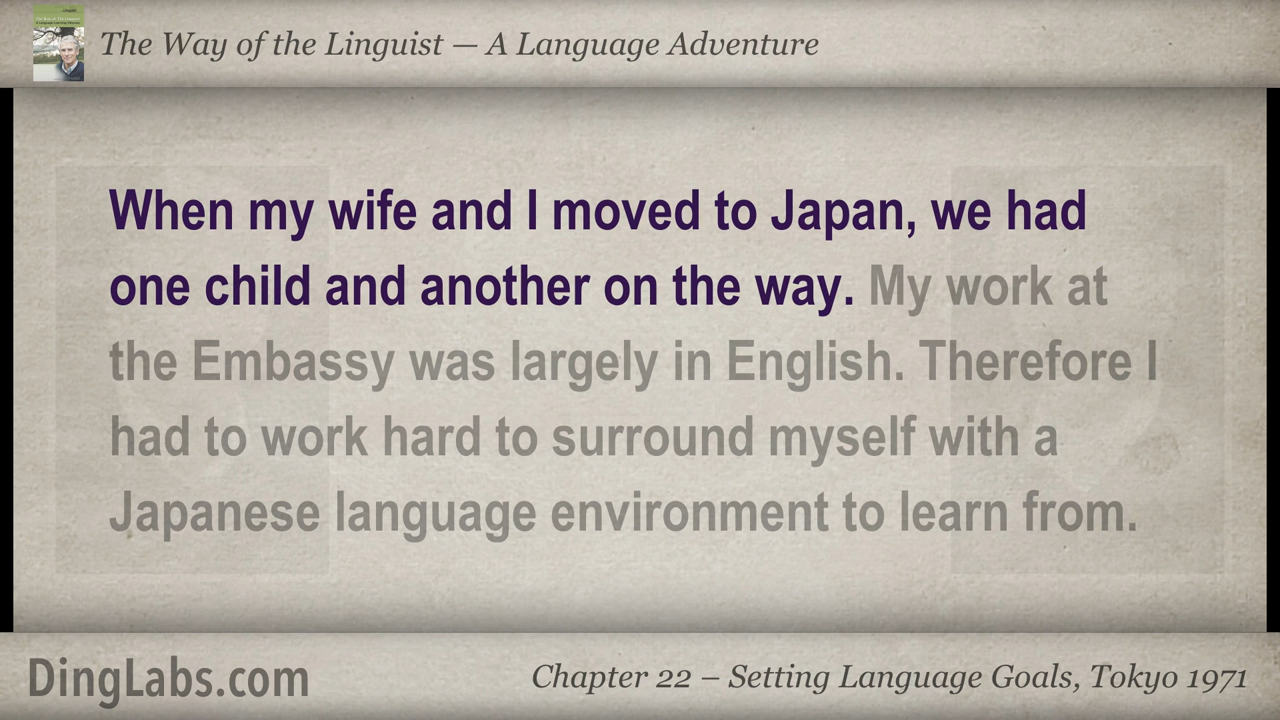 The Way of the Linguist — A Language Adventure
When my wife and I moved to Japan, we had
one child and another on the way. My work at
the Embassy was largely in English. Therefore I
had to work hard to surround myself with a
Japanese language environment to learn from.
DingLabs.com
Chapter 22 – Setting Language Goals, Tokyo 1971